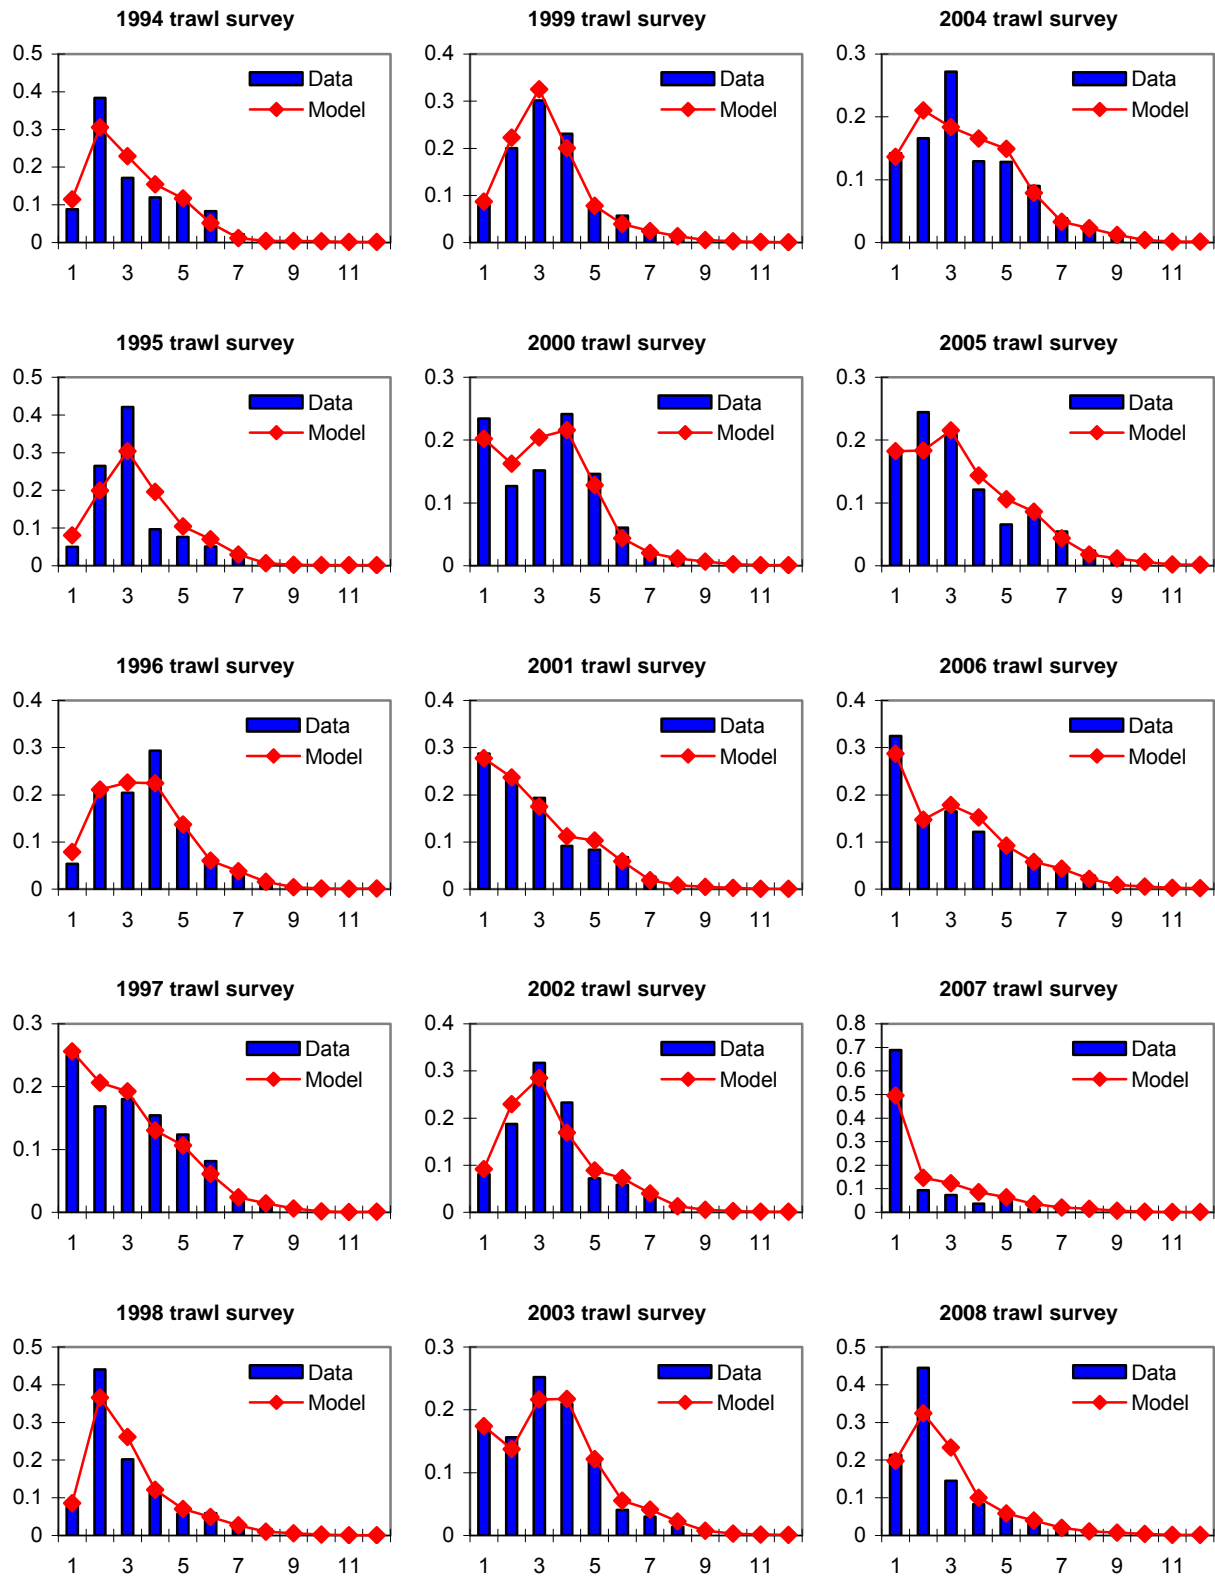 1994 trawl survey
0.5
0.4
0.3
0.2
0.1
0
Data
Model
1 3 5 7 9 11
1999 trawl survey
0.4
0.3
0.2
0.1
0
Data
Model
1 3 5 7 9 11
2004 trawl survey
0.3
0.2
0.1
0
Data
Model
1 3 5 7 9 11
1995 trawl survey
0.5
0.4
0.3
0.2
0.1
0
Data
Model
1 3 5 7 9 11
2000 trawl survey
0.3
0.2
0.1
0
Data
Model
1 3 5 7 9 11
2005 trawl survey
0.3
0.2
0.1
0
Data
Model
1 3 5 7 9 11
1996 trawl survey
0.4
0.3
0.2
0.1
0
Data
Model
1 3 5 7 9 11
2001 trawl survey
0.4
0.3
0.2
0.1
0
Data
Model
1 3 5 7 9 11
2006 trawl survey
0.4
0.3
0.2
0.1
0
Data
Model
1 3 5 7 9 11
1997 trawl survey
0.3
0.2
0.1
0
Data
Model
1 3 5 7 9 11
2002 trawl survey
0.4
0.3
0.2
0.1
0
Data
Model
1 3 5 7 9 11
2007 trawl survey
0.8
0.7
0.6
0.5
0.4
0.3
0.2
0.1
0
Data
Model
1 3 5 7 9 11
1998 trawl survey
0.5
0.4
0.3
0.2
0.1
0
Data
Model
1 3 5 7 9 11
2003 trawl survey
0.3
0.2
0.1
0
Data
Model
1 3 5 7 9 11
2008 trawl survey
0.5
0.4
0.3
0.2
0.1
0
Data
Model
1 3 5 7 9 11